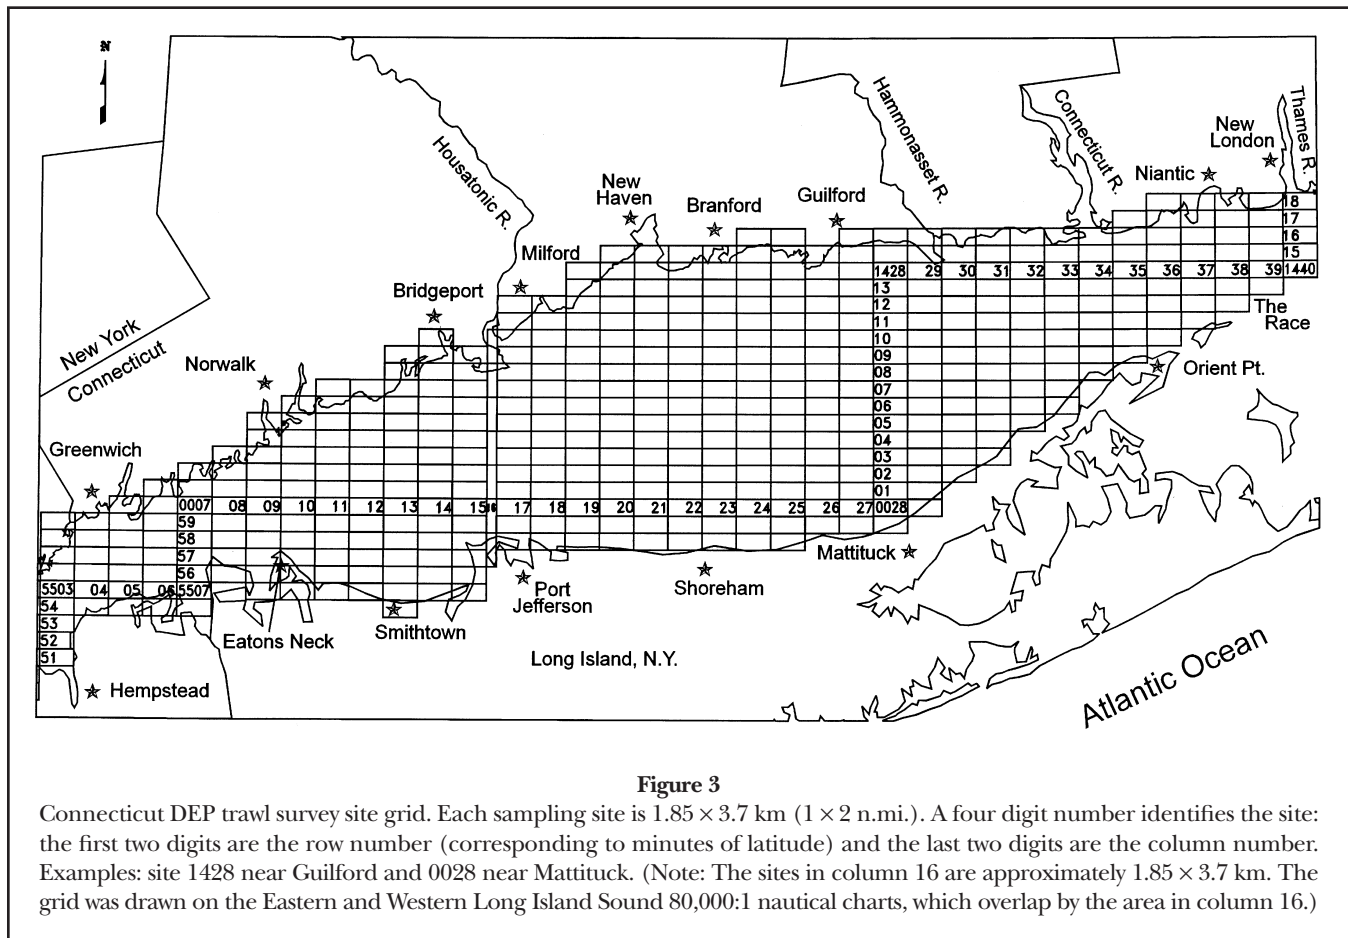 N
Housatonic R.
Hammonasset R.
Connecticut R.
Thames R.
New
London
Niantic
New
Haven
Branford
Guilford
Milford
Bridgeport
New York
Connecticut
Norwalk
Greenwich
18
17
16
15
1428 29 30 31 32 33 34 35 36 37 38 39 1440
13
12
11
10
09
08
07
06
05
04
03
02
01
The
Race
Orient Pt.
0007 08 09 10 11 12 13 14 15 16 17 18 19 20 21 22 23 24 25 26 27 0028
59
58
57
56
5503 04 05 06 5507
54
53
52
51
Mattituck
Shoreham
Port
Jefferson
Smithtown
Eatons Neck
Hempstead
Long Island, N.Y.
Atlantic Ocean
Figure 3
Connecticut DEP trawl survey site grid. Each sampling site is 1.85 × 3.7 km (1 × 2 n.mi.). A four digit number identifies the site:
the first two digits are the row number (corresponding to minutes of latitude) and the last two digits are the column number.
Examples: site 1428 near Guilford and 0028 near Mattituck. (Note: The sites in column 16 are approximately 1.85 × 3.7 km. The
grid was drawn on the Eastern and Western Long Island Sound 80,000:1 nautical charts, which overlap by the area in column 16.)